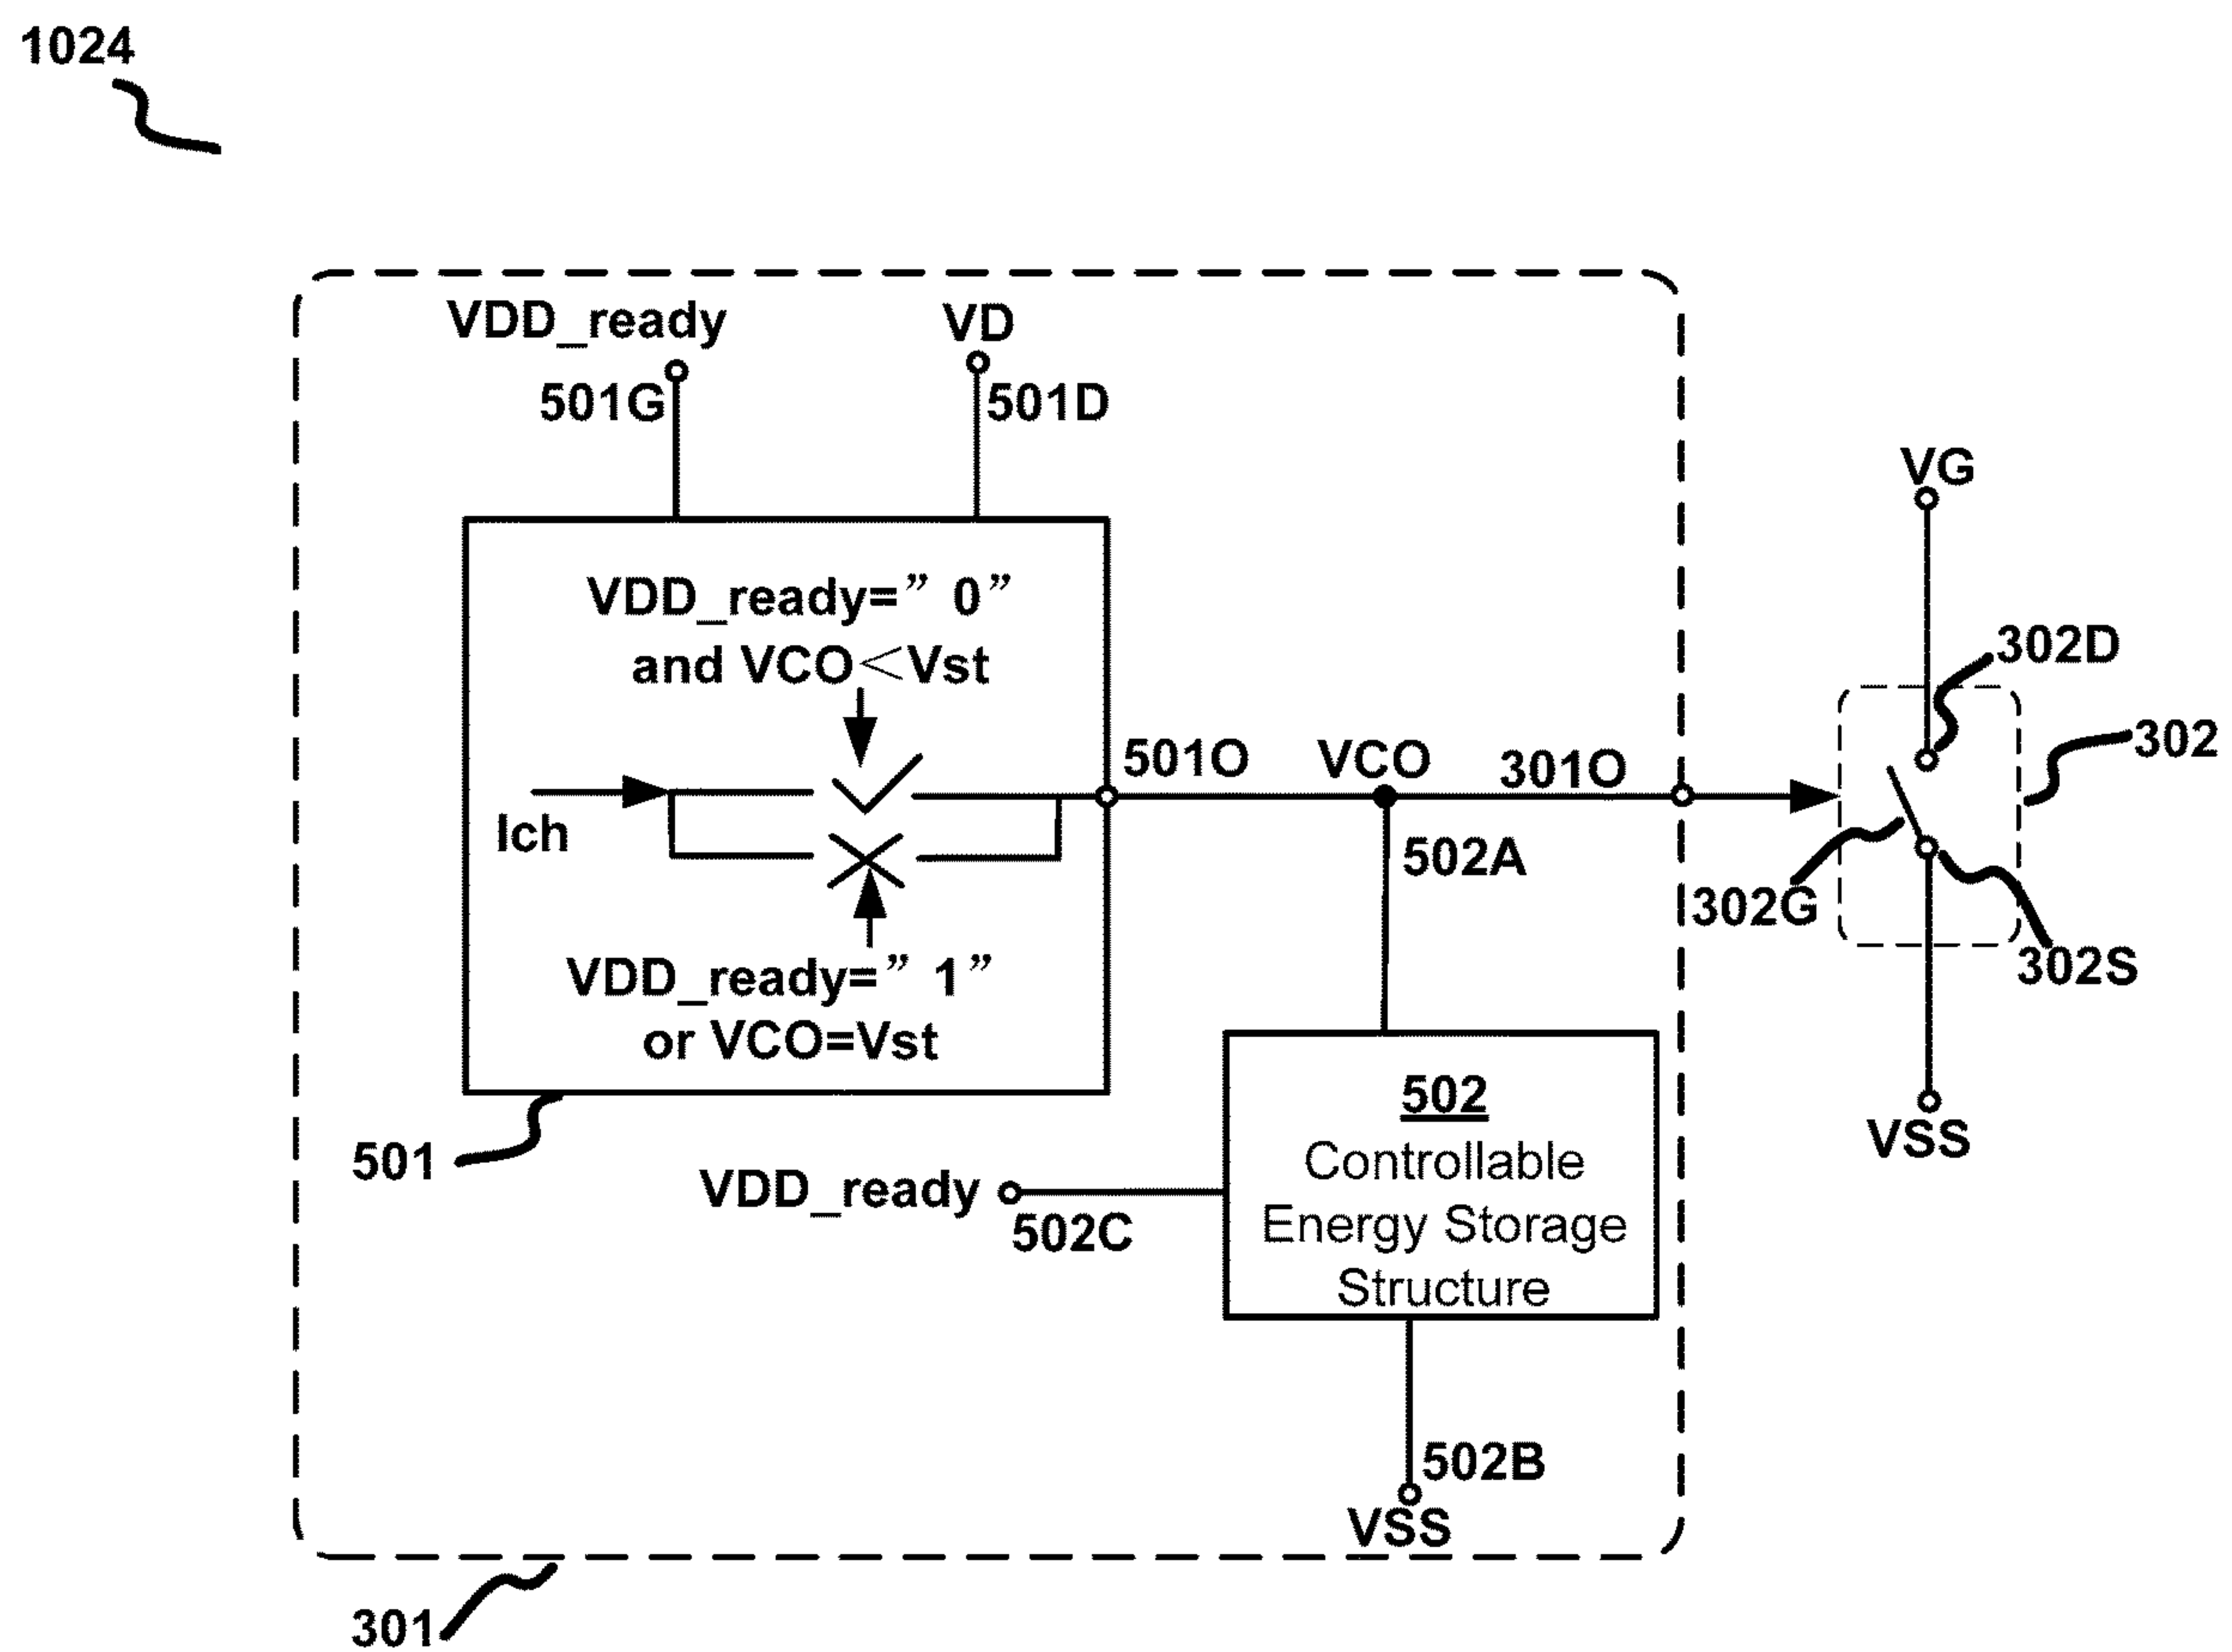 1024
VDD_ready
VD
501G
501D
VG
VDD_ready=” 0”
and VCO<Vst
302D
302
501O
VCO
301O
Ich
502A
302G
302S
VDD_ready=” 1”
or VCO=Vst
502
Controllable
Energy Storage
Structure
VSS
501
VDD_ready
502C
502B
VSS
301